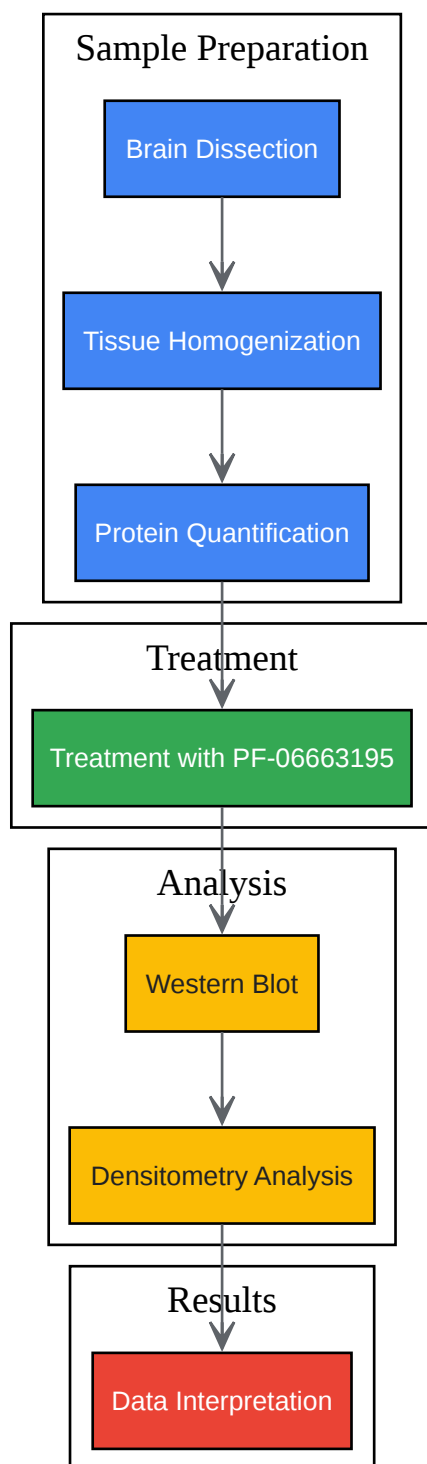 Sample Preparation
Brain Dissection
Tissue Homogenization
Protein Quantification
Treatment
Treatment with PF-06663195
Analysis
Western Blot
Densitometry Analysis
Results
Data Interpretation